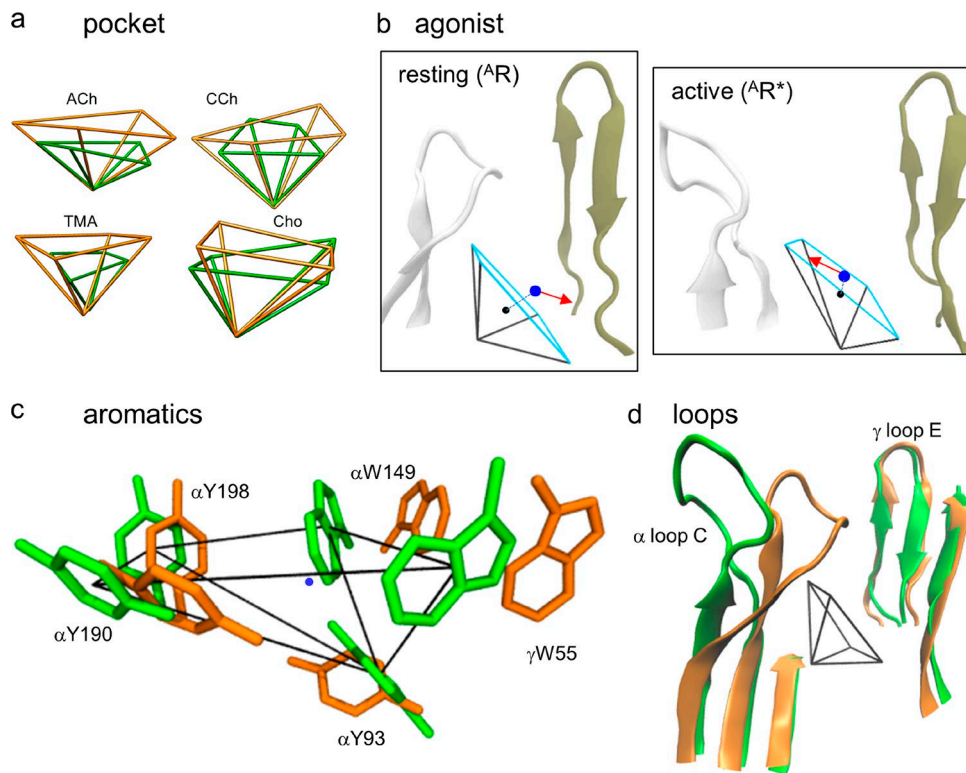 a pocket
ACh
CCh
TMA
Cho
b agonist
resting (ᴬR)
active (ᴬR*)
c aromatics
αY198
αW149
αY190
γW55
αY93
d loops
γ loop E
α loop C